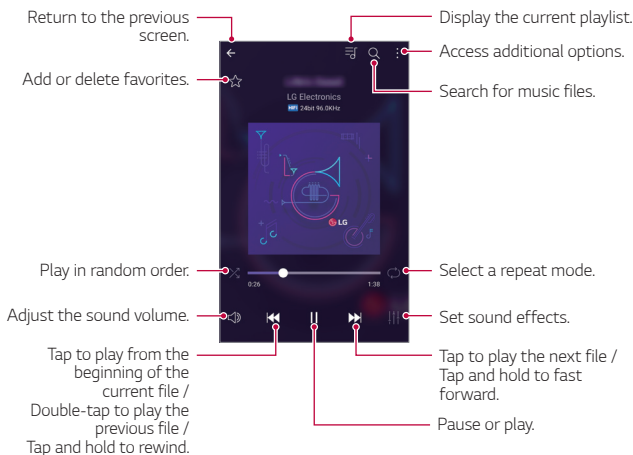 Return to the previous
screen.
Add or delete favorites.
Play in random order.
Adjust the sound volume.
Tap to play from the
beginning of the
current file /
Double-tap to play the
previous file /
Tap and hold to rewind.
LG Electronics
HIFI 24bit 96.0KHz
LG
0:26
1:38
Display the current playlist.
Access additional options.
Search for music files.
Select a repeat mode.
Set sound effects.
Tap to play the next file /
Tap and hold to fast
forward.
Pause or play.